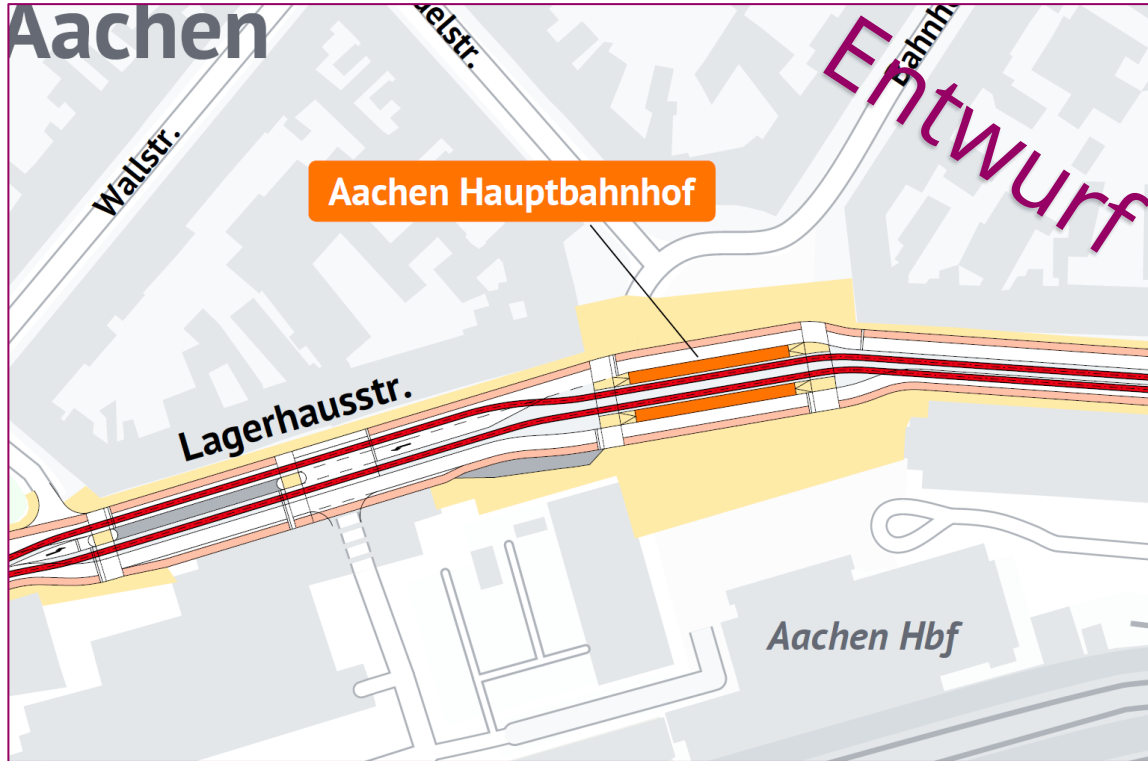 Aachen
Wallstr.
Entwurf
Aachen Hauptbahnhof
Lagerhausstr.
Aachen Hbf